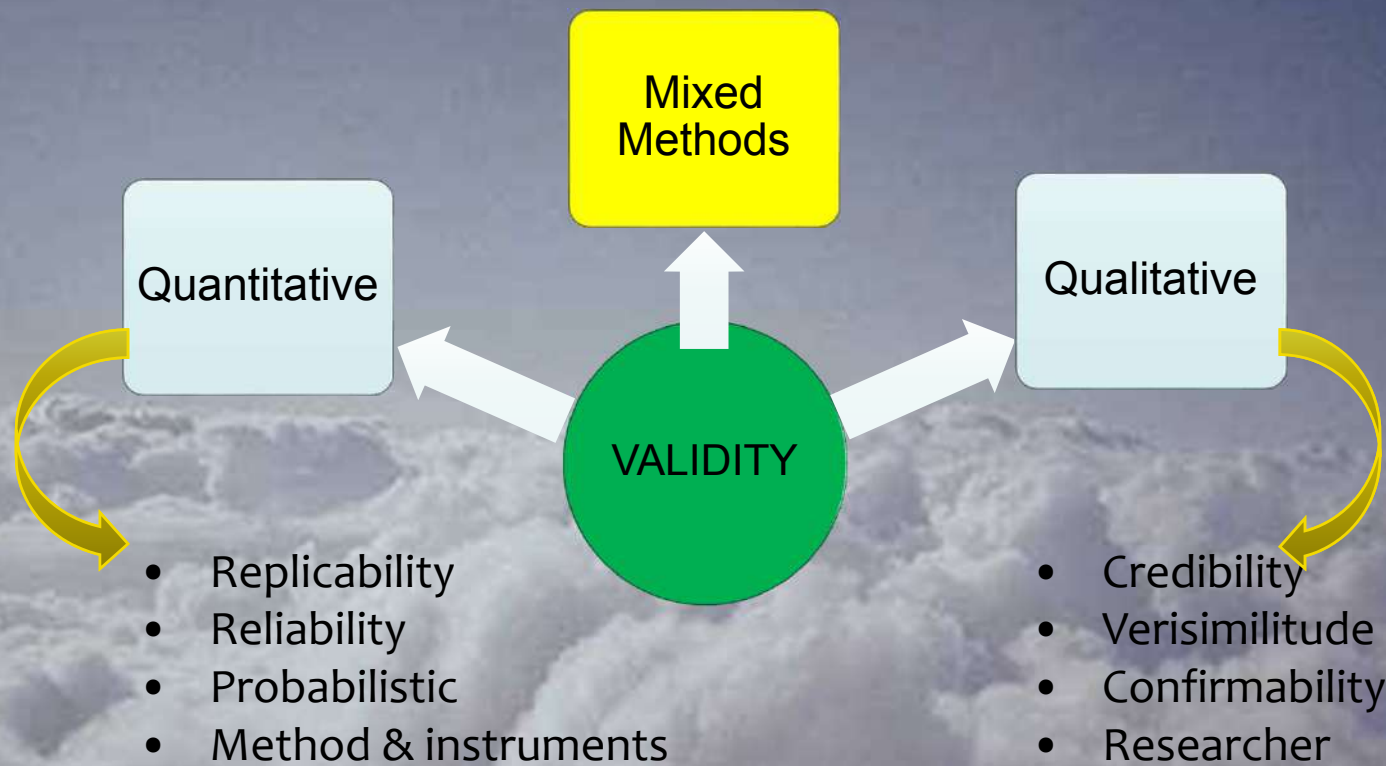 Mixed
Methods
Quantitative
Qualitative
VALIDITY
• Replicability
• Reliability
• Probabilistic
• Method & instruments
• Credibility
• Verisimilitude
• Confirmability
• Researcher